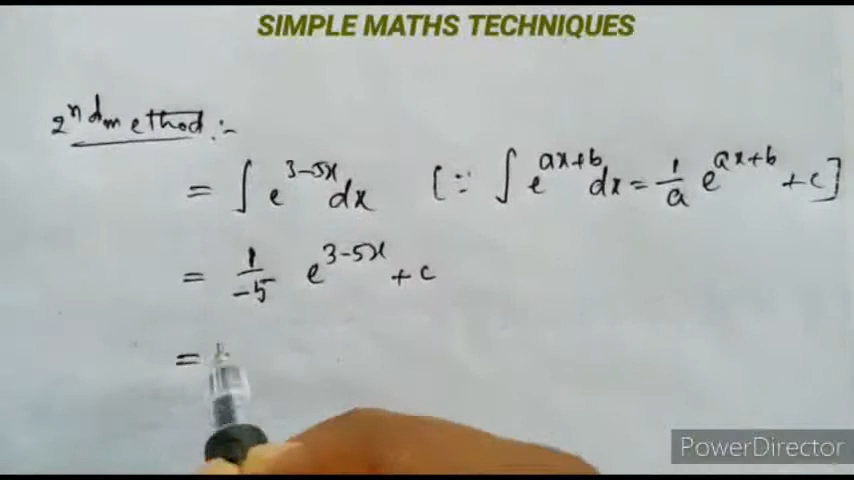 SIMPLE MATHS TECHNIQUES
2nd method :-
= ∫ e^{3-5x} dx [∵ ∫ e^{ax+b} dx = 1/a e^{ax+b} + c]
= 1/-5 e^{3-5x} + c
=
PowerDirector